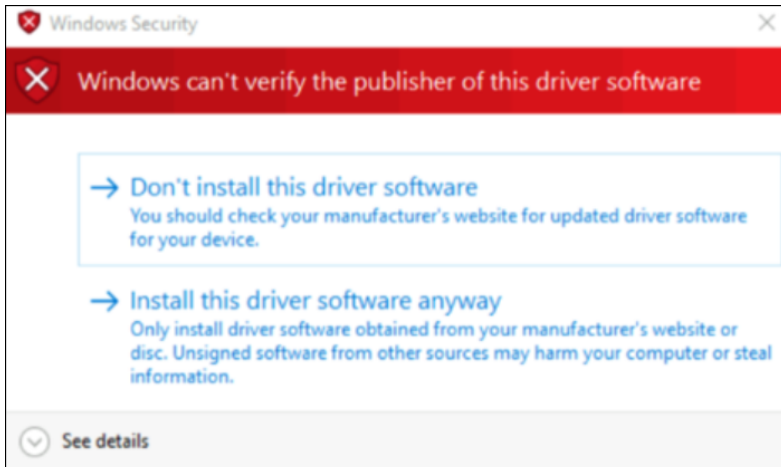 Windows Security
Windows can't verify the publisher of this driver software
Don't install this driver software
You should check your manufacturer's website for updated driver software
for your device.
Install this driver software anyway
Only install driver software obtained from your manufacturer's website or
disc. Unsigned software from other sources may harm your computer or steal
information.
See details